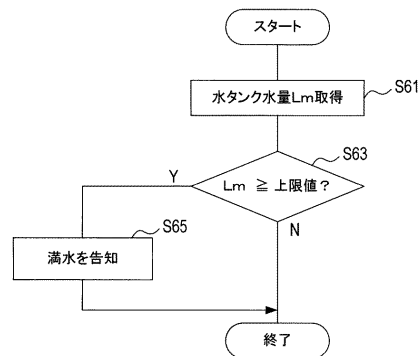 スタート
水タンク水量Lm取得
S61
Lm ≧ 上限値?
S63
Y
N
満水を告知
S65
終了